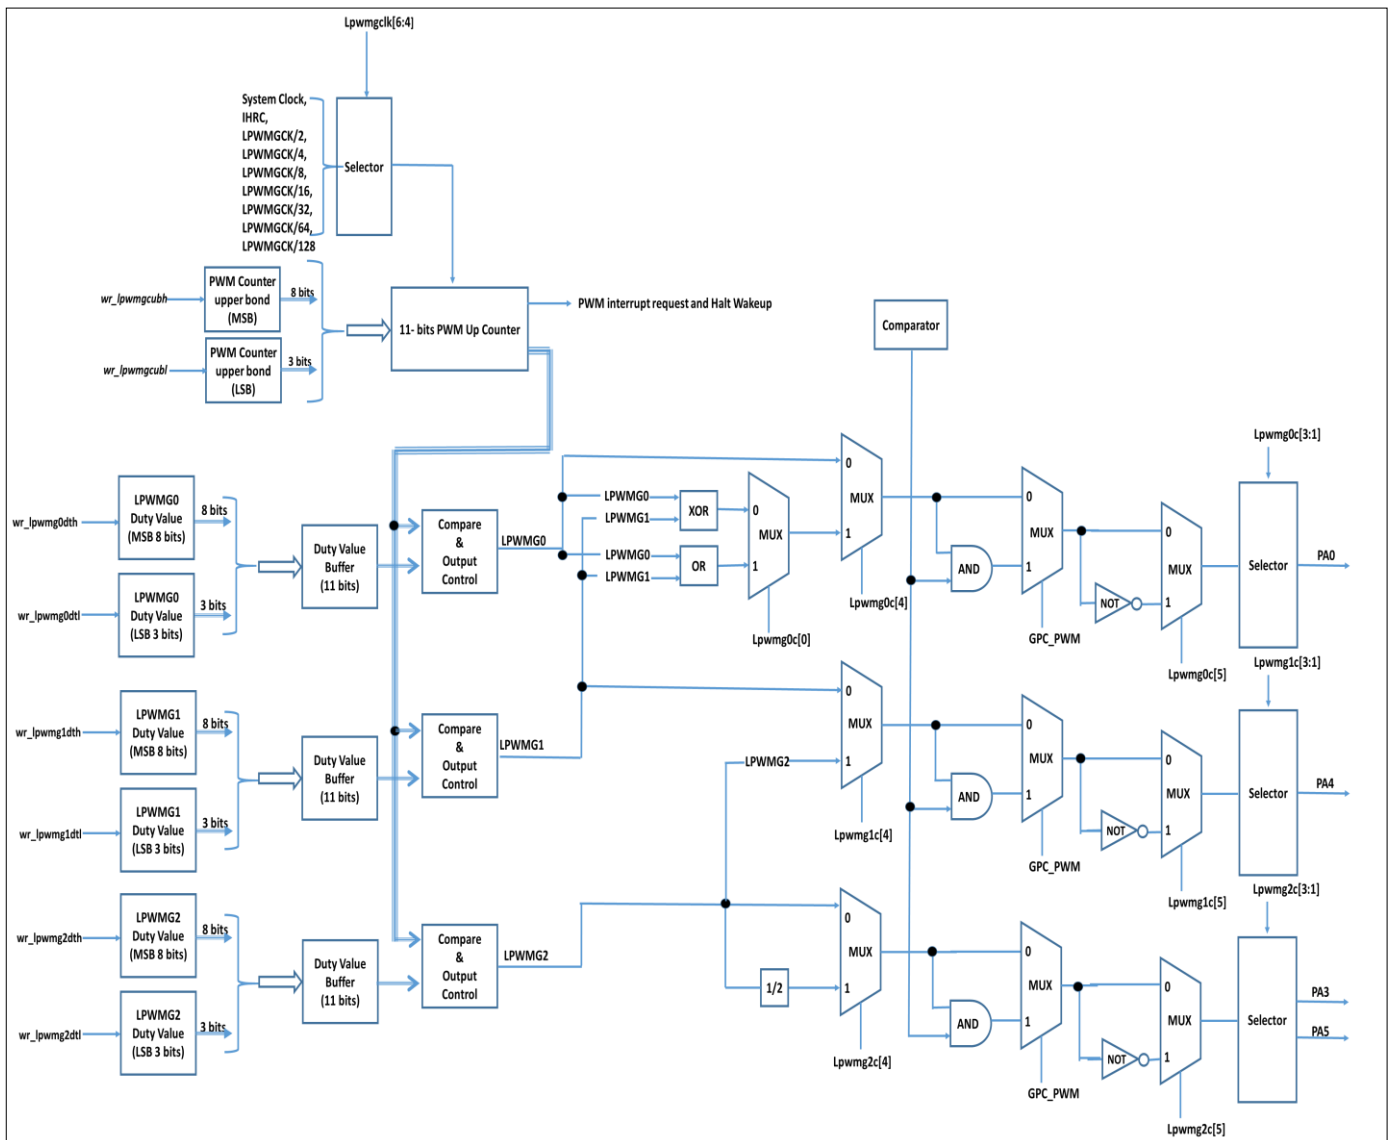 Lpwmgclk[6:4]
System Clock,
IHRC,
LPWMGCK/2,
LPWMGCK/4,
LPWMGCK/8,
LPWMGCK/16,
LPWMGCK/32,
LPWMGCK/64,
LPWMGCK/128
Selector
wr_lpwmgcubh
PWM Counter
upper bond
(MSB)
8 bits
wr_lpwmgcubl
PWM Counter
upper bond
(LSB)
3 bits
11- bits PWM Up Counter
PWM interrupt request and Halt Wakeup
Comparator
wr_lpwmg0dth
LPWMG0
Duty Value
(MSB 8 bits)
8 bits
wr_lpwmg0dtl
LPWMG0
Duty Value
(LSB 3 bits)
3 bits
Duty Value
Buffer
(11 bits)
Compare
&
Output
Control
LPWMG0
LPWMG0
LPWMG1
XOR
LPWMG0
LPWMG1
OR
0
MUX
1
Lpwmg0c[0]
0
MUX
1
Lpwmg0c[4]
AND
0
MUX
1
GPC_PWM
NOT
0
MUX
1
Lpwmg0c[5]
Lpwmg0c[3:1]
Selector
PA0
wr_lpwmg1dth
LPWMG1
Duty Value
(MSB 8 bits)
8 bits
wr_lpwmg1dtl
LPWMG1
Duty Value
(LSB 3 bits)
3 bits
Duty Value
Buffer
(11 bits)
Compare
&
Output
Control
LPWMG1
LPWMG2
0
MUX
1
Lpwmg1c[4]
AND
0
MUX
1
GPC_PWM
NOT
0
MUX
1
Lpwmg1c[5]
Lpwmg1c[3:1]
Selector
PA4
wr_lpwmg2dth
LPWMG2
Duty Value
(MSB 8 bits)
8 bits
wr_lpwmg2dtl
LPWMG2
Duty Value
(LSB 3 bits)
3 bits
Duty Value
Buffer
(11 bits)
Compare
&
Output
Control
LPWMG2
1/2
0
MUX
1
Lpwmg2c[4]
AND
0
MUX
1
GPC_PWM
NOT
0
MUX
1
Lpwmg2c[5]
Lpwmg2c[3:1]
Selector
PA3
PA5